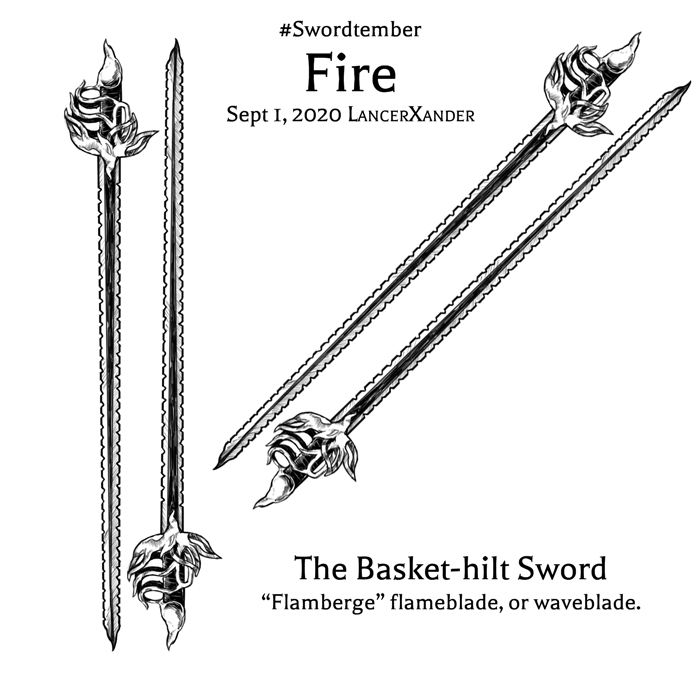 #Swordtember
Fire
Sept 1, 2020 LancerXander
The Basket-hilt Sword
“Flamberge” flameblade, or waveblade.